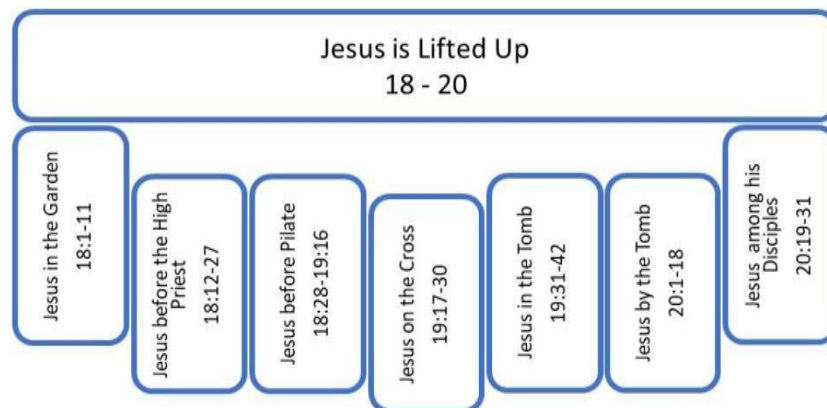 Jesus is Lifted Up
18 - 20
Jesus in the Garden
18:1-11
Jesus before the High
Priest
18:12-27
Jesus before Pilate
18:28-19:16
Jesus on the Cross
19:17-30
Jesus in the Tomb
19:31-42
Jesus by the Tomb
20:1-18
Jesus among his
Disciples
20:19-31